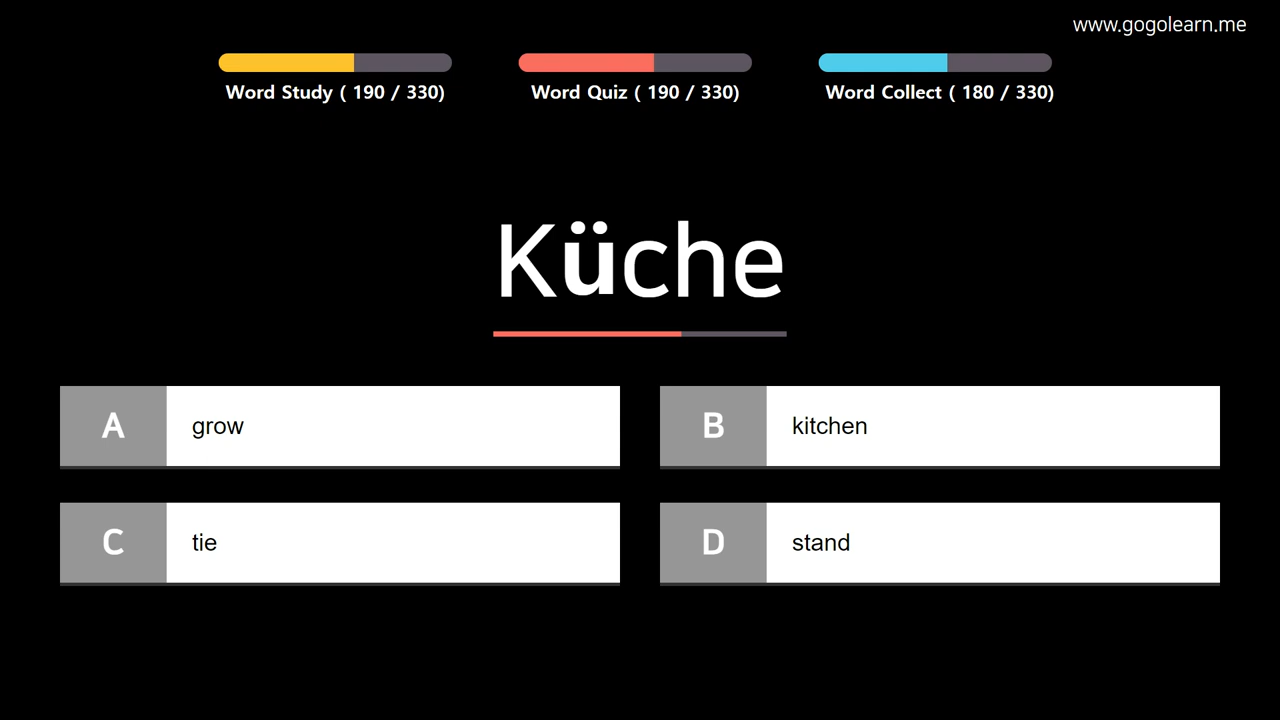 www.gogolearn.me
Word Study ( 190 / 330)
Word Quiz ( 190 / 330)
Word Collect ( 180 / 330)
Küche
A grow
B kitchen
C tie
D stand